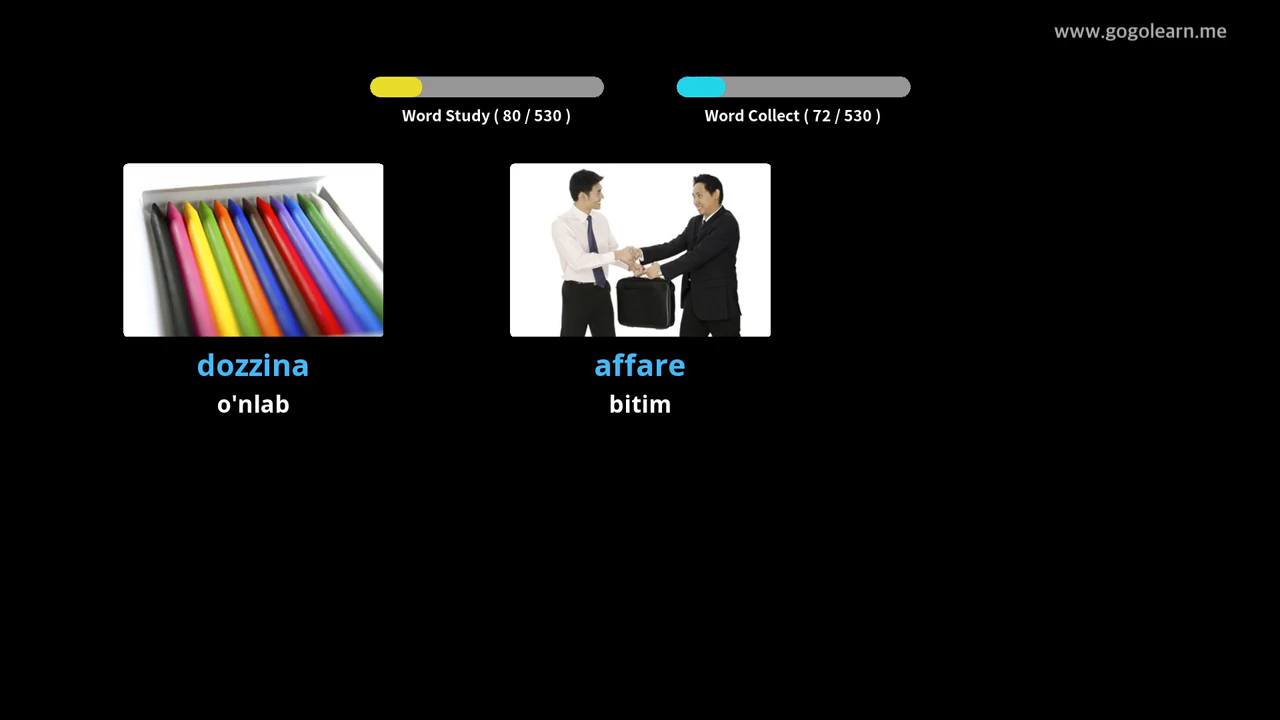 www.gogolearn.me
Word Study ( 80 / 530 )
Word Collect ( 72 / 530 )
dozzina
o'nlab
affare
bitim